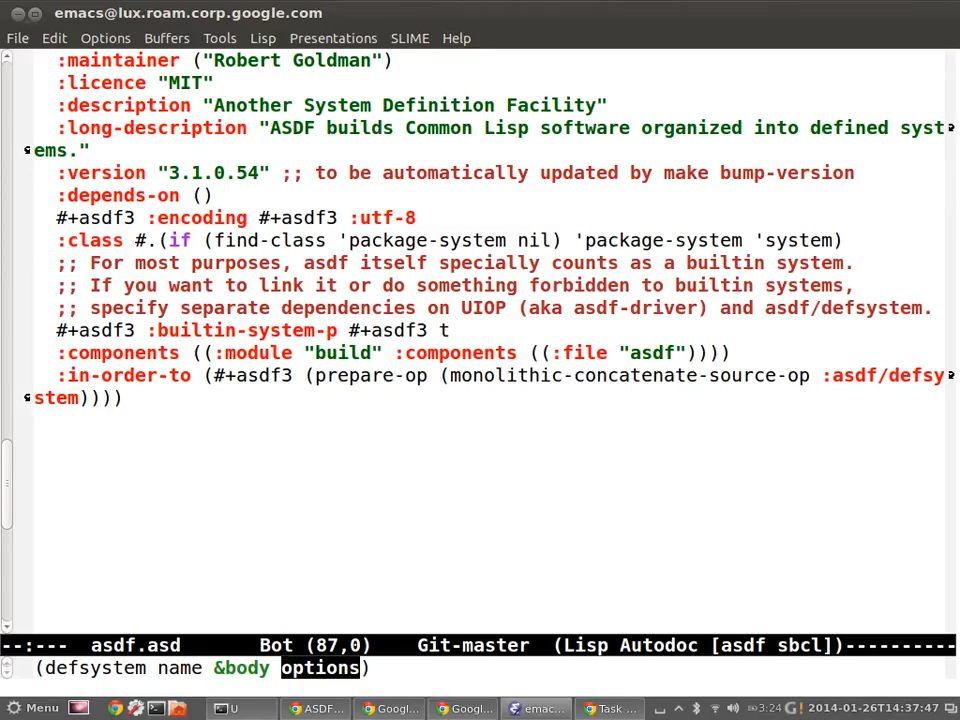 emacs@lux.roam.corp.google.com
File Edit Options Buffers Tools Lisp Presentations SLIME Help
:maintainer ("Robert Goldman")
:licence "MIT"
:description "Another System Definition Facility"
:long-description "ASDF builds Common Lisp software organized into defined syst
ems."
:version "3.1.0.54" ;; to be automatically updated by make bump-version
:depends-on ()
#+asdf3 :encoding #+asdf3 :utf-8
:class #.(if (find-class 'package-system nil) 'package-system 'system)
;; For most purposes, asdf itself specially counts as a builtin system.
;; If you want to link it or do something forbidden to builtin systems,
;; specify separate dependencies on UIOP (aka asdf-driver) and asdf/defsystem.
#+asdf3 :builtin-system-p #+asdf3 t
:components ((:module "build" :components ((:file "asdf"))))
:in-order-to (#+asdf3 (prepare-op (monolithic-concatenate-source-op :asdf/defsy
stem))))
--:--- asdf.asd Bot (87,0) Git-master (Lisp Autodoc [asdf sbcl])----------
(defsystem name &body options)
Menu U ASDF... Googl... Googl... emac... Task ... 3:24 2014-01-26T14:37:47